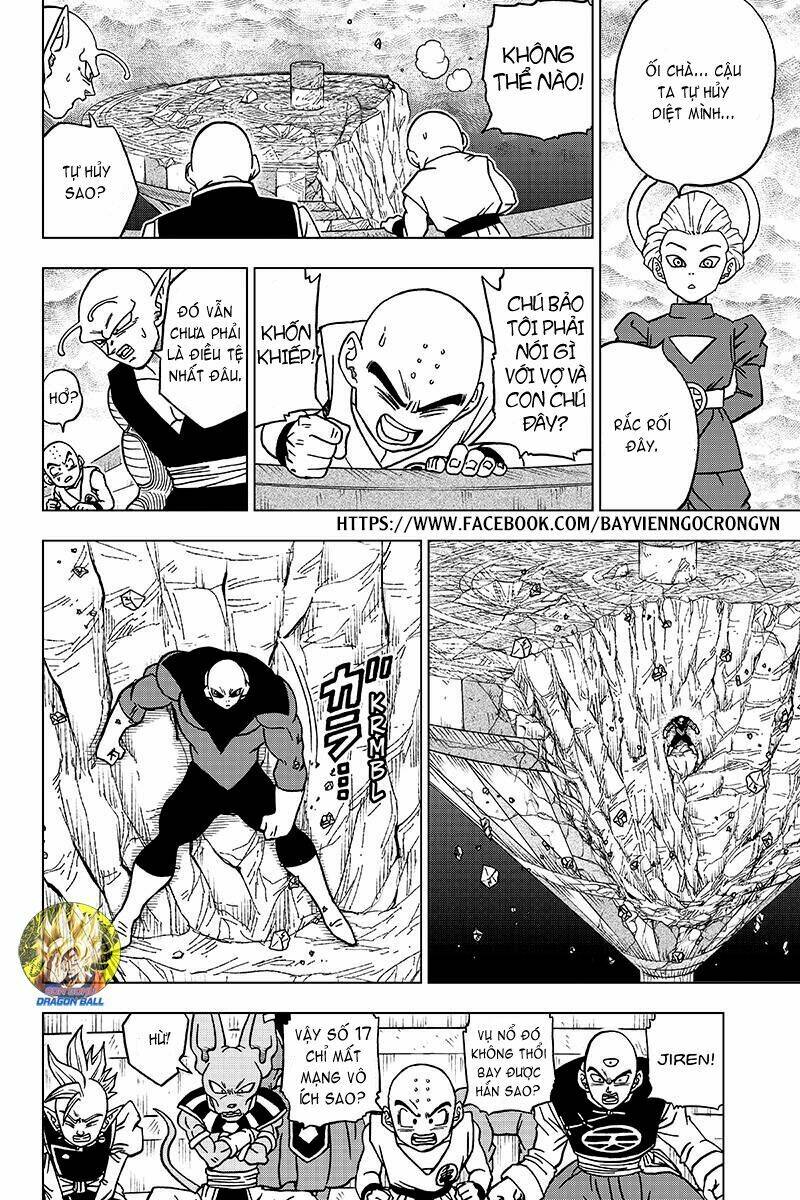 ỐI CHÀ... CẬU
TA TỰ HỦY
DIỆT MÌNH...
RẮC RỐI
ĐÂY.
KHÔNG
THỂ NÀO!
TỰ HỦY
SAO?
CHÚ BẢO
TÔI PHẢI
NÓI GÌ
VỚI VỢ VÀ
CON CHÚ
ĐÂY?
KHỐN
KHIẾP!
ĐÓ VẪN
CHƯA PHẢI
LÀ ĐIỀU TỆ
NHẤT ĐÂU.
HỞ?
HTTPS://WWW.FACEBOOK.COM/BAYVIENNGOCRONGVN
ガラ...
KRMBL
DRAGON BALL
JIREN!
VỤ NỔ ĐÓ
KHÔNG THỔI
BAY ĐƯỢC
HẮN SAO?
VẬY SỐ 17
CHỈ MẤT
MẠNG VÔ
ÍCH SAO?
HỪ!